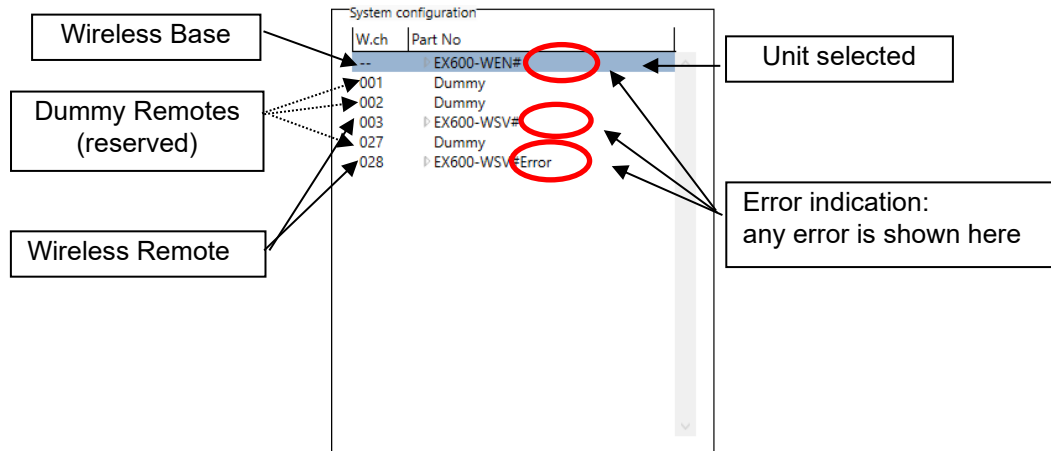 System configuration
W.ch Part No
-- EX600-WEN#
001 Dummy
002 Dummy
003 EX600-WSV#
027 Dummy
028 EX600-WSV#Error
Wireless Base
Dummy Remotes
(reserved)
Wireless Remote
Unit selected
Error indication:
any error is shown here